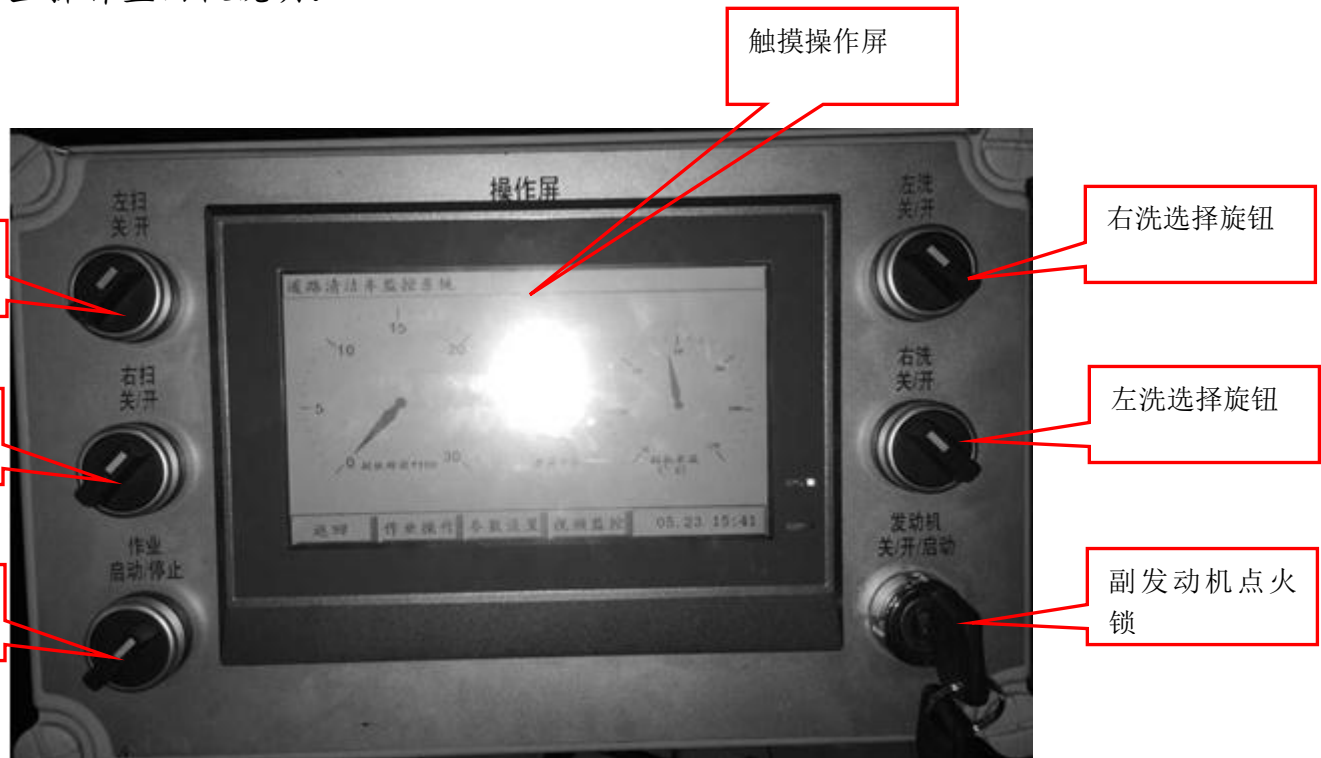 触摸操作屏
操作屏
左扫
关/开
左洗
关/开
右洗选择旋钮
道路清洁车监控系统
15
10
20
5
右扫
关/开
右洗
关/开
左洗选择旋钮
0
30
返回 作业操作 参数设置 视频监控 05.23 15:41
作业
启动/停止
发动机
关/开/启动
副发动机点火
锁